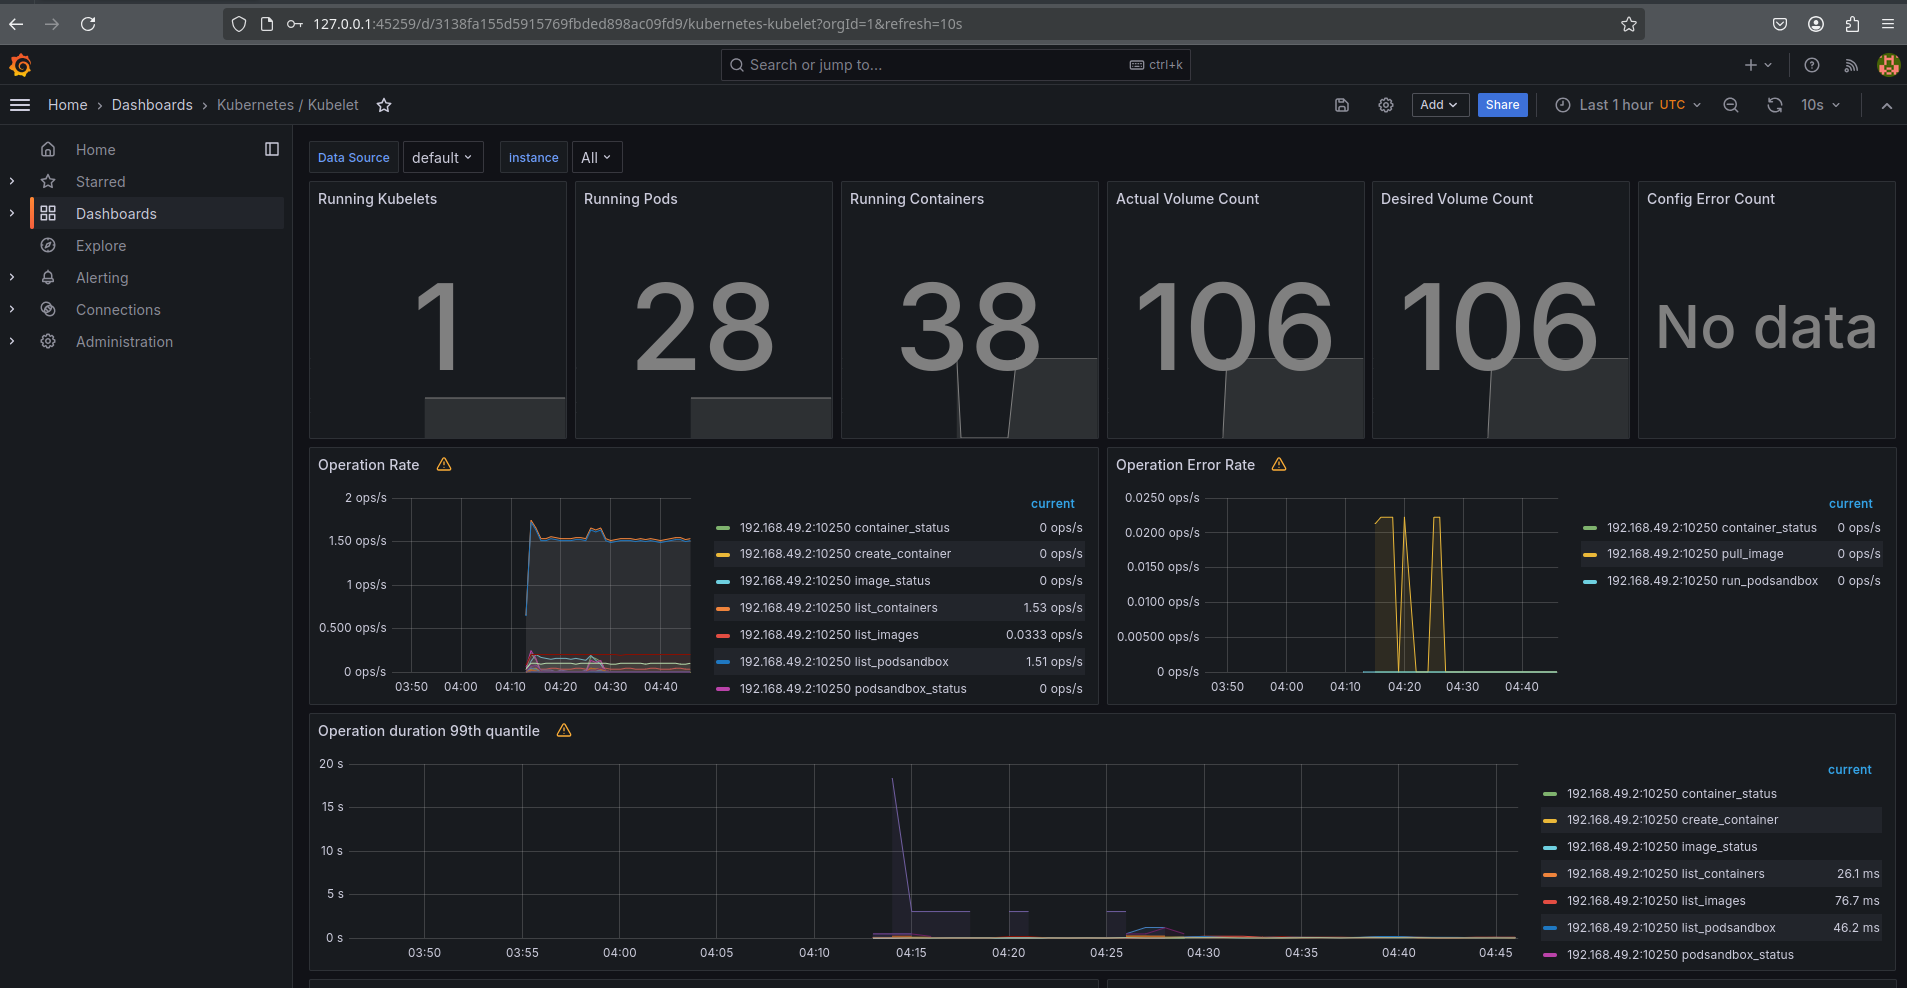 127.0.0.1:45259/d/3138fa155d5915769fbded898ac09fd9/kubernetes-kubelet?orgId=1&refresh=10s
Search or jump to...
ctrl+k
Home › Dashboards › Kubernetes / Kubelet
Add
Share
Last 1 hour UTC
10s
Home
Starred
Dashboards
Explore
Alerting
Connections
Administration
Data Source
default
instance
All
Running Kubelets
1
Running Pods
28
Running Containers
38
Actual Volume Count
106
Desired Volume Count
106
Config Error Count
No data
Operation Rate
2 ops/s
1.50 ops/s
1 ops/s
0.500 ops/s
0 ops/s
03:50 04:00 04:10 04:20 04:30 04:40
current
192.168.49.2:10250 container_status 0 ops/s
192.168.49.2:10250 create_container 0 ops/s
192.168.49.2:10250 image_status 0 ops/s
192.168.49.2:10250 list_containers 1.53 ops/s
192.168.49.2:10250 list_images 0.0333 ops/s
192.168.49.2:10250 list_podsandbox 1.51 ops/s
192.168.49.2:10250 podsandbox_status 0 ops/s
Operation Error Rate
0.0250 ops/s
0.0200 ops/s
0.0150 ops/s
0.0100 ops/s
0.00500 ops/s
0 ops/s
03:50 04:00 04:10 04:20 04:30 04:40
current
192.168.49.2:10250 container_status 0 ops/s
192.168.49.2:10250 pull_image 0 ops/s
192.168.49.2:10250 run_podsandbox 0 ops/s
Operation duration 99th quantile
20 s
15 s
10 s
5 s
0 s
03:50 03:55 04:00 04:05 04:10 04:15 04:20 04:25 04:30 04:35 04:40 04:45
current
192.168.49.2:10250 container_status
192.168.49.2:10250 create_container
192.168.49.2:10250 image_status
192.168.49.2:10250 list_containers 26.1 ms
192.168.49.2:10250 list_images 76.7 ms
192.168.49.2:10250 list_podsandbox 46.2 ms
192.168.49.2:10250 podsandbox_status